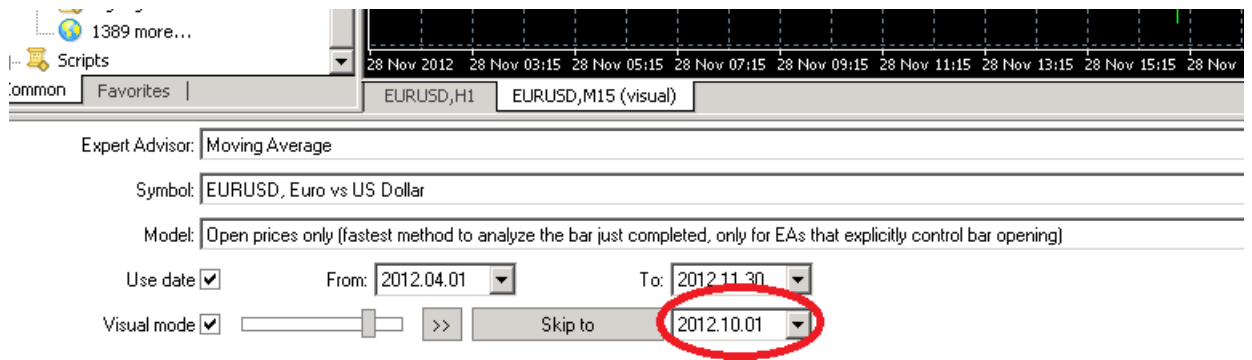 1389 more...
Scripts
28 Nov 2012 28 Nov 03:15 28 Nov 05:15 28 Nov 07:15 28 Nov 09:15 28 Nov 11:15 28 Nov 13:15 28 Nov 15:15 28 Nov
Common Favorites |
EURUSD,H1 EURUSD,M15 (visual)
Expert Advisor: Moving Average
Symbol: EURUSD, Euro vs US Dollar
Model: Open prices only (fastest method to analyze the bar just completed, only for EAs that explicitly control bar opening)
Use date From: 2012.04.01 To: 2012.11.30
Visual mode >> Skip to 2012.10.01